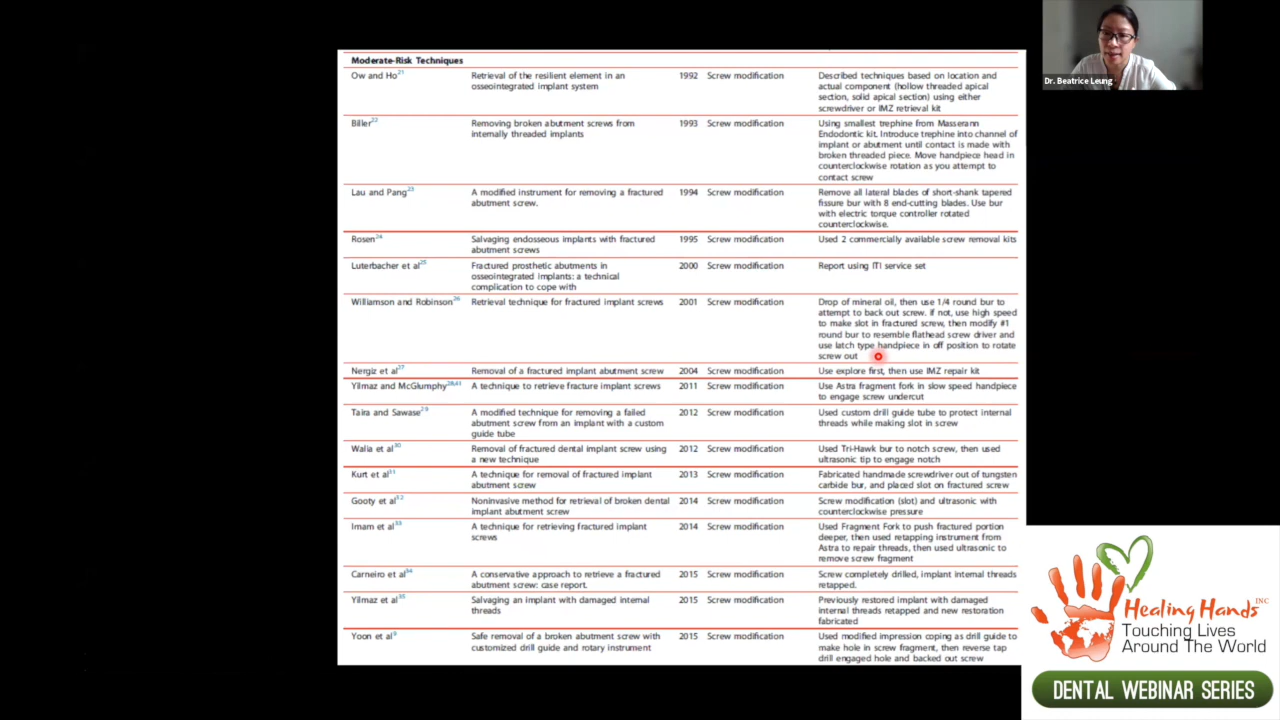 Dr. Beatrice Leung
Moderate-Risk Techniques
Ow and Ho21 Retrieval of the resilient element in an 1992 Screw modification Described techniques based on location and
osseointegrated implant system actual component (hollow threaded apical
section, solid apical section) using either
screwdriver or IMZ retrieval kit
Biller22 Removing broken abutment screws from 1993 Screw modification Using smallest trephine from Masserann
internally threaded implants Endodontic kit. Introduce trephine into channel of
implant or abutment until contact is made with
broken threaded piece. Move handpiece head in
counterclockwise rotation as you attempt to
contact screw
Lau and Pang23 A modified instrument for removing a fractured 1994 Screw modification Remove all lateral blades of short-shank tapered
abutment screw. fissure bur with 8 end-cutting blades. Use bur
with electric torque controller rotated
counterclockwise.
Rosen24 Salvaging endosseous implants with fractured 1995 Screw modification Used 2 commercially available screw removal kits
abutment screws
Luterbacher et al25 Fractured prosthetic abutments in 2000 Screw modification Report using ITI service set
osseointegrated implants: a technical
complication to cope with
Williamson and Robinson26 Retrieval technique for fractured implant screws 2001 Screw modification Drop of mineral oil, then use 1/4 round bur to
attempt to back out screw. if not, use high speed
to make slot in fractured screw, then modify #1
round bur to resemble flathead screw driver and
use latch type handpiece in off position to rotate
screw out
Nergiz et al27 Removal of a fractured implant abutment screw 2004 Screw modification Use explore first, then use IMZ repair kit
Yilmaz and McGlumphy28,41 A technique to retrieve fracture implant screws 2011 Screw modification Use Astra fragment fork in slow speed handpiece
to engage screw undercut
Taira and Sawase29 A modified technique for removing a failed 2012 Screw modification Used custom drill guide tube to protect internal
abutment screw from an implant with a custom threads while making slot in screw
guide tube
Walia et al30 Removal of fractured dental implant screw using 2012 Screw modification Used Tri-Hawk bur to notch screw, then used
a new technique ultrasonic tip to engage notch
Kurt et al31 A technique for removal of fractured implant 2013 Screw modification Fabricated handmade screwdriver out of tungsten
abutment screw carbide bur, and placed slot on fractured screw
Gooty et al32 Noninvasive method for retrieval of broken dental 2014 Screw modification Screw modification (slot) and ultrasonic with
implant abutment screw counterclockwise pressure
Imam et al33 A technique for retrieving fractured implant 2014 Screw modification Used Fragment Fork to push fractured portion
screws deeper, then used retapping instrument from
Astra to repair threads, then used ultrasonic to
remove screw fragment
Carneiro et al34 A conservative approach to retrieve a fractured 2015 Screw modification Screw completely drilled, implant internal threads
abutment screw: case report. retapped.
Yilmaz et al35 Salvaging an implant with damaged internal 2015 Screw modification Previously restored implant with damaged
threads internal threads retapped and new restoration
fabricated
Yoon et al9 Safe removal of a broken abutment screw with 2015 Screw modification Used modified impression coping as drill guide to
customized drill guide and rotary instrument make hole in screw fragment, then reverse tap
drill engaged hole and backed out screw
Healing Hands INC
Touching Lives
Around The World
DENTAL WEBINAR SERIES